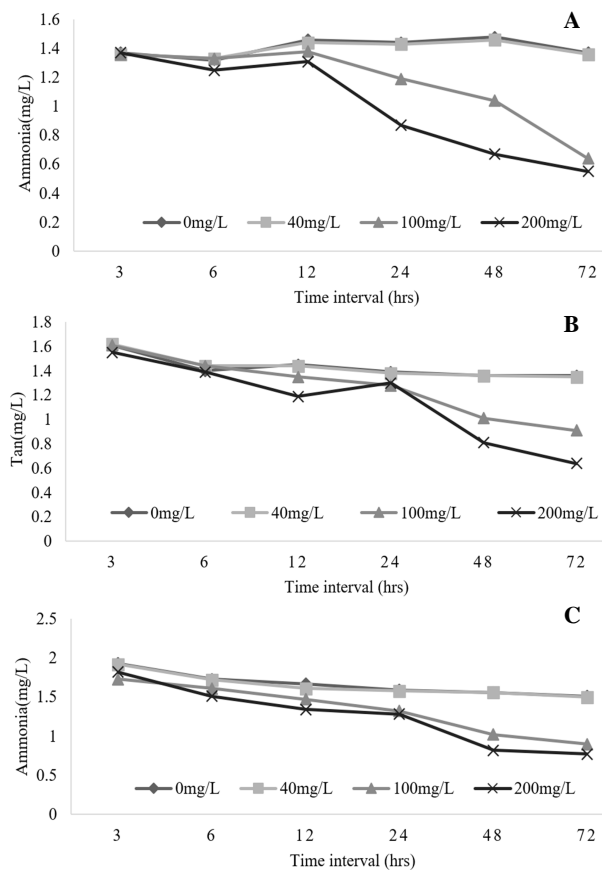 A
1.6
1.4
1.2
1
0.8
0.6
0.4
0.2
0
Ammonia(mg/L)
0mg/L 40mg/L 100mg/L 200mg/L
3 6 12 24 48 72
Time interval (hrs)
B
1.8
1.6
1.4
1.2
1
0.8
0.6
0.4
0.2
0
Tan(mg/L)
0mg/L 40mg/L 100mg/L 200mg/L
3 6 12 24 48 72
Time interval (hrs)
C
2.5
2
1.5
1
0.5
0
Ammonia(mg/L)
0mg/L 40mg/L 100mg/L 200mg/L
3 6 12 24 48 72
Time interval (hrs)